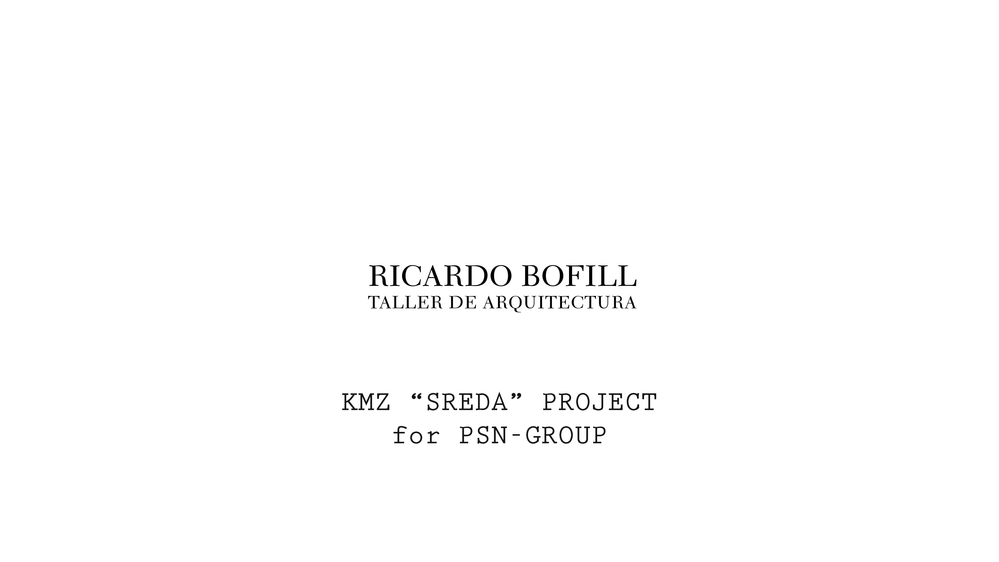 RICARDO BOFILL
TALLER DE ARQUITECTURA
KMZ “SREDA” PROJECT
for PSN-GROUP